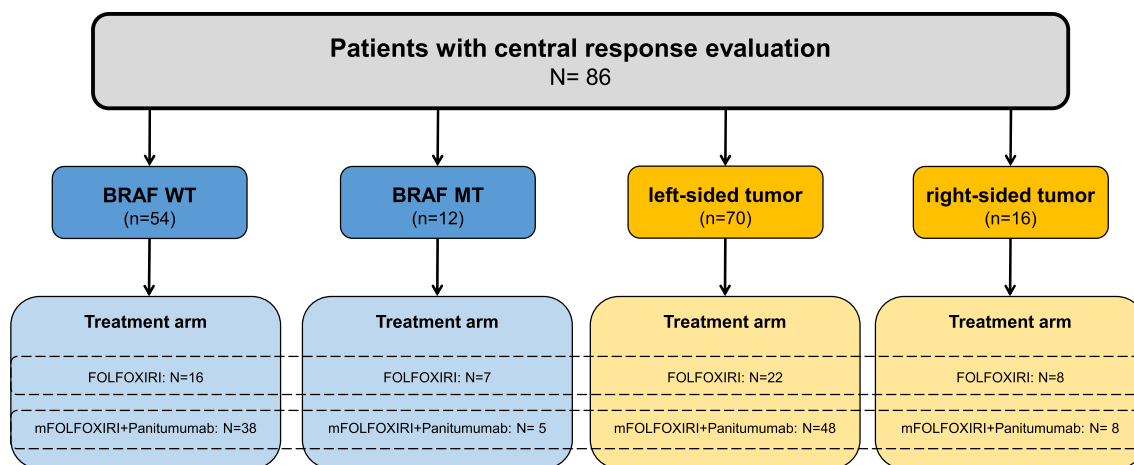 Patients with central response evaluation
N= 86
BRAF WT
(n=54)
BRAF MT
(n=12)
left-sided tumor
(n=70)
right-sided tumor
(n=16)
Treatment arm
Treatment arm
Treatment arm
Treatment arm
FOLFOXIRI: N=16
FOLFOXIRI: N=7
FOLFOXIRI: N=22
FOLFOXIRI: N=8
mFOLFOXIRI+Panitumumab: N=38
mFOLFOXIRI+Panitumumab: N= 5
mFOLFOXIRI+Panitumumab: N=48
mFOLFOXIRI+Panitumumab: N= 8